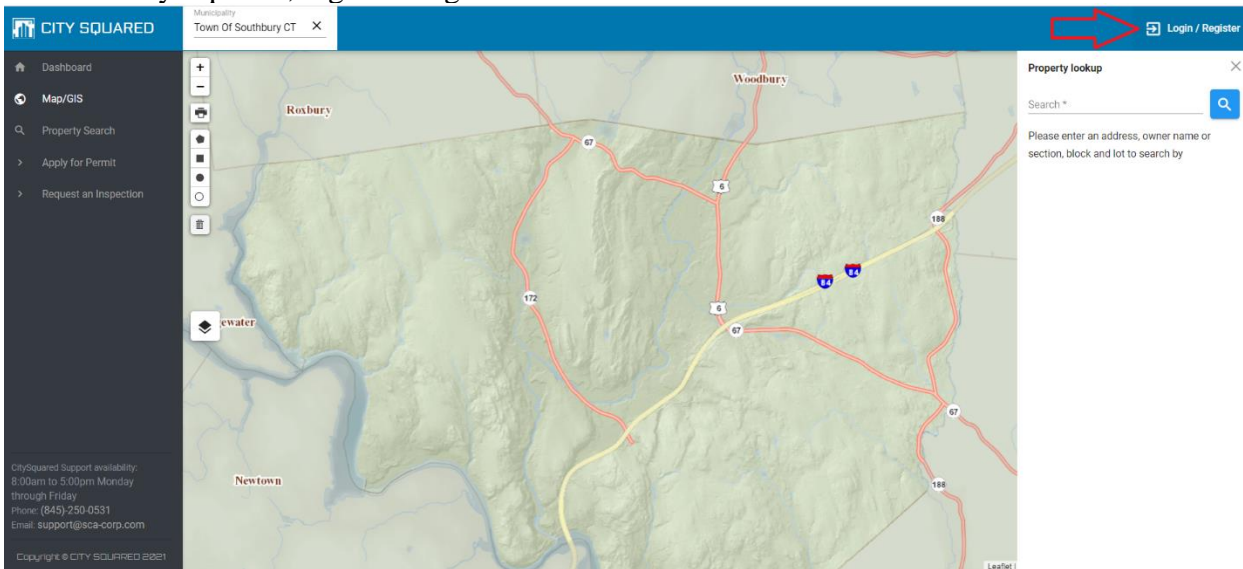 CITY SQUARED
Municipality
Town Of Southbury CT
Login / Register
Dashboard
Map/GIS
Property Search
Apply for Permit
Request an Inspection
CitySquared Support availability:
8:00am to 5:00pm Monday
through Friday
Phone: (845)-250-0531
Email: support@sca-corp.com
Copyright © CITY SQUARED 2021
+
−
Roxbury
Woodbury
67
6
188
84
84
172
6
67
ewater
67
Newtown
188
Leaflet |
Property lookup
Search *
Please enter an address, owner name or
section, block and lot to search by